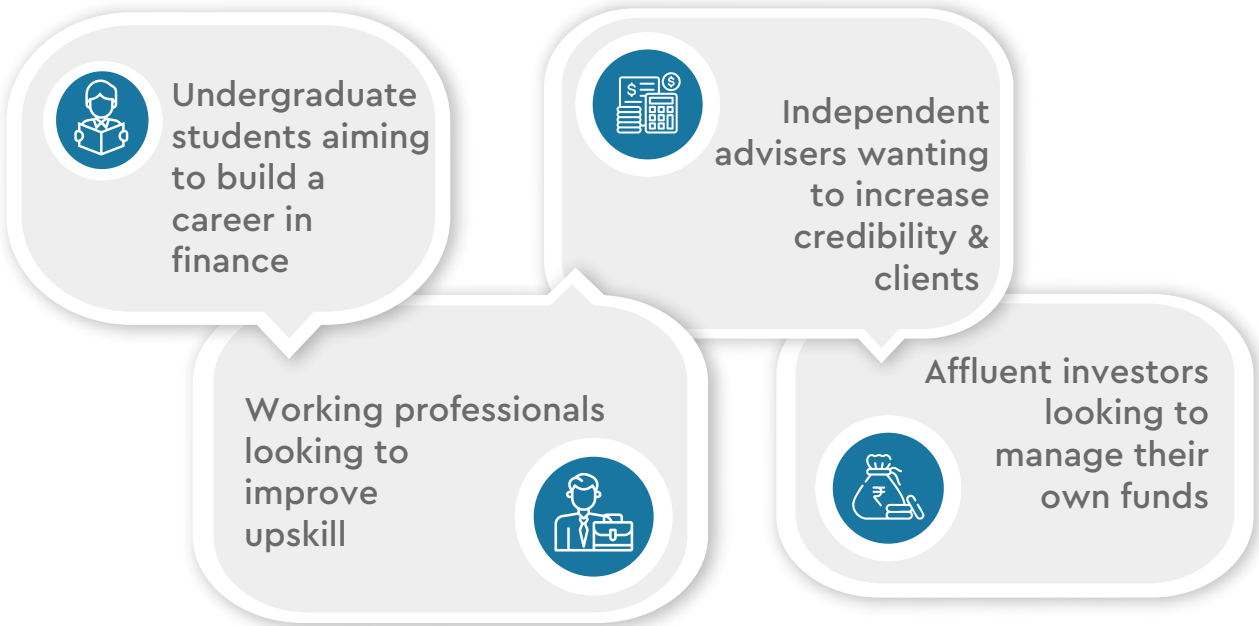 Undergraduate
students aiming
to build a
career in
finance
Independent
advisers wanting
to increase
credibility &
clients
Working professionals
looking to
improve
upskill
Affluent investors
looking to
manage their
own funds